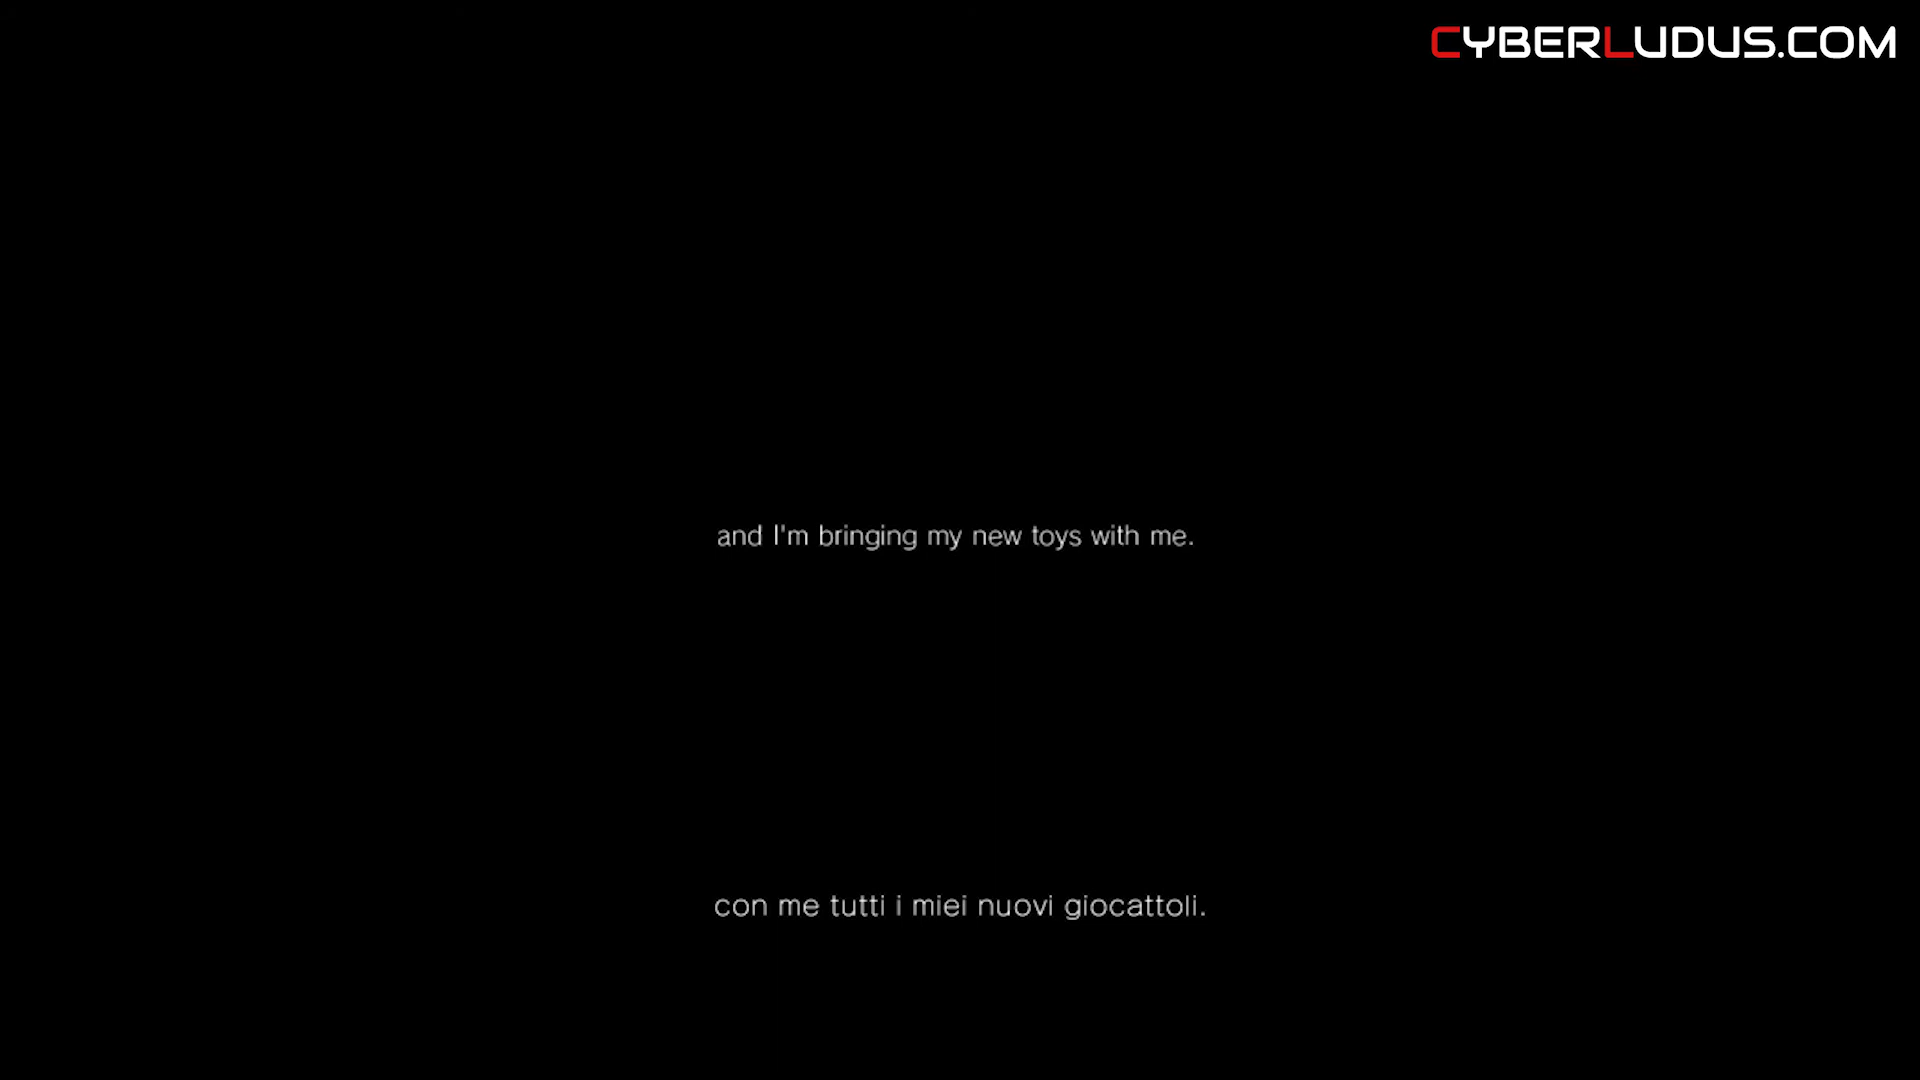 CYBERLUDUS.COM
and I'm bringing my new toys with me.
con me tutti i miei nuovi giocattoli.